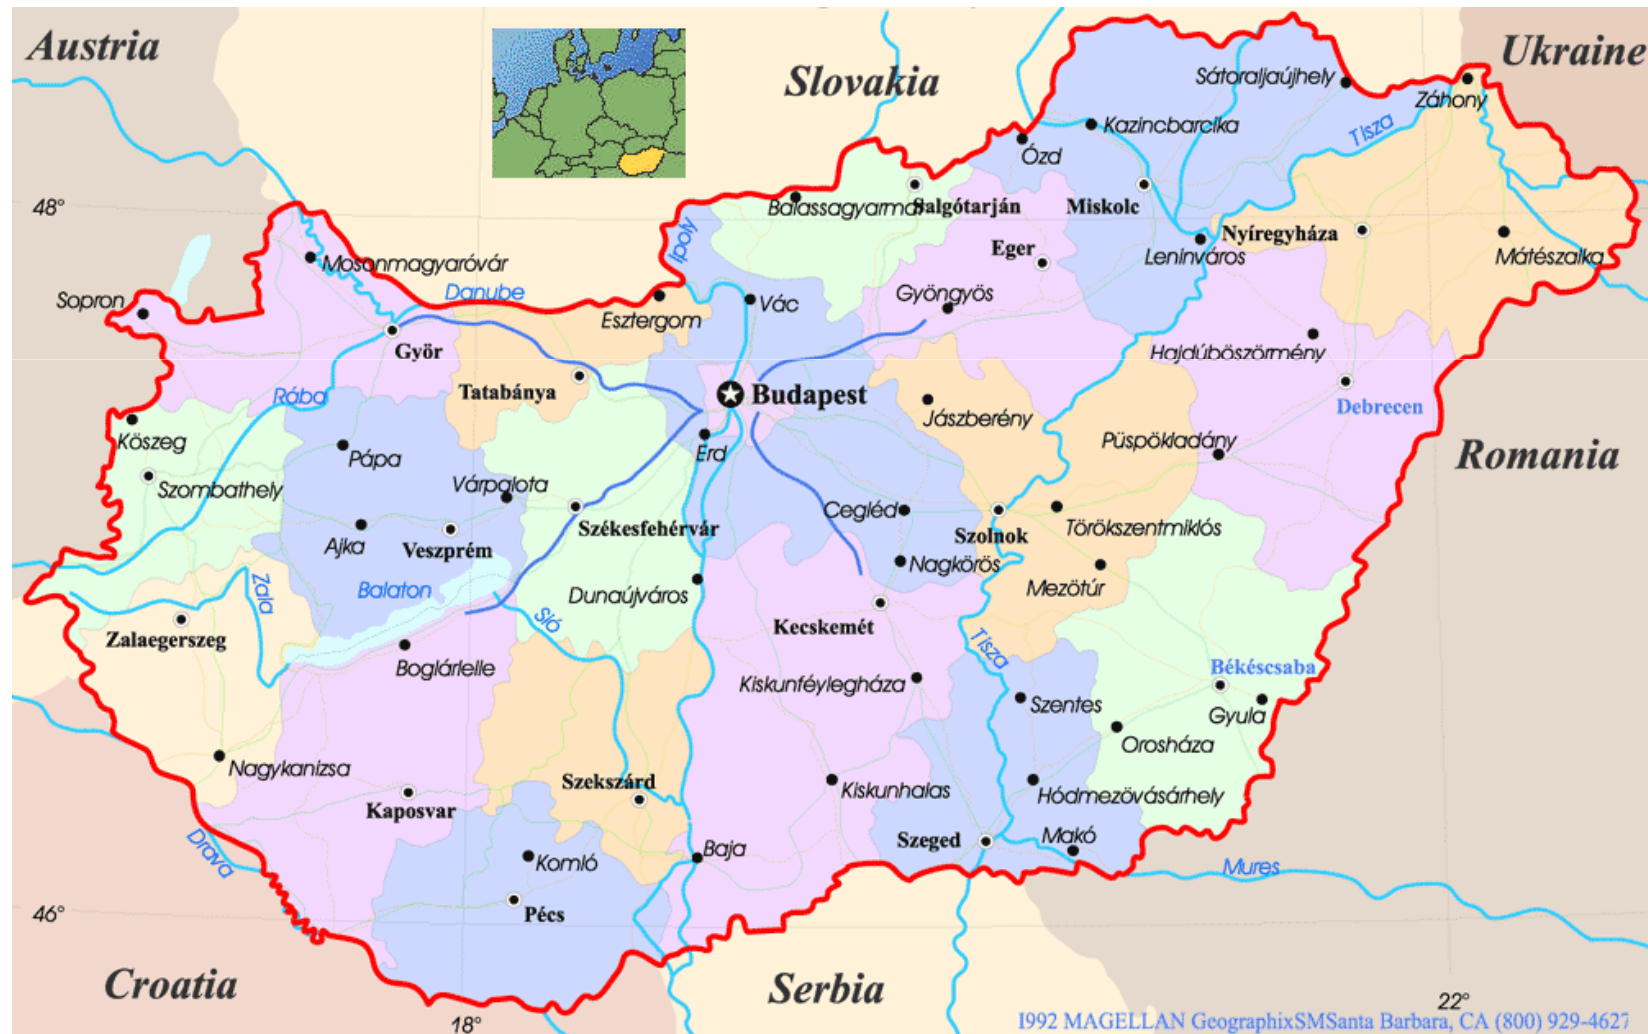 Austria
Slovakia
Ukraine
Sátoraljaújhely
Záhony
Kazincbarcika
Tisza
Ózd
48°
Balassagyarmat
Salgótarján
Miskolc
Nyíregyháza
Ipoly
Eger
Leninváros
Mátészalka
Mosonmagyaróvár
Danube
Sopron
Esztergom
Vác
Gyöngyös
Györ
Hajdúböszörmény
Rába
Tatabánya
Budapest
Jászberény
Debrecen
Köszeg
Pápa
Erd
Püspökladány
Romania
Szombathely
Várpalota
Székesfehérvár
Cegléd
Szolnok
Törökszentmiklós
Ajka
Veszprém
Nagykörös
Zala
Balaton
Dunaújváros
Mezötúr
Sió
Kecskemét
Zalaegerszeg
Tisza
Boglárlelle
Békéscsaba
Kiskunféylegháza
Szentes
Gyula
Orosháza
Nagykanizsa
Szekszárd
Kaposvar
Kiskunhalas
Hódmezövásárhely
Szeged
Makó
Drava
Komló
Baja
Mures
46°
Pécs
Croatia
Serbia
18°
22°
I992 MAGELLAN GeographixSMSanta Barbara, CA (800) 929-4627